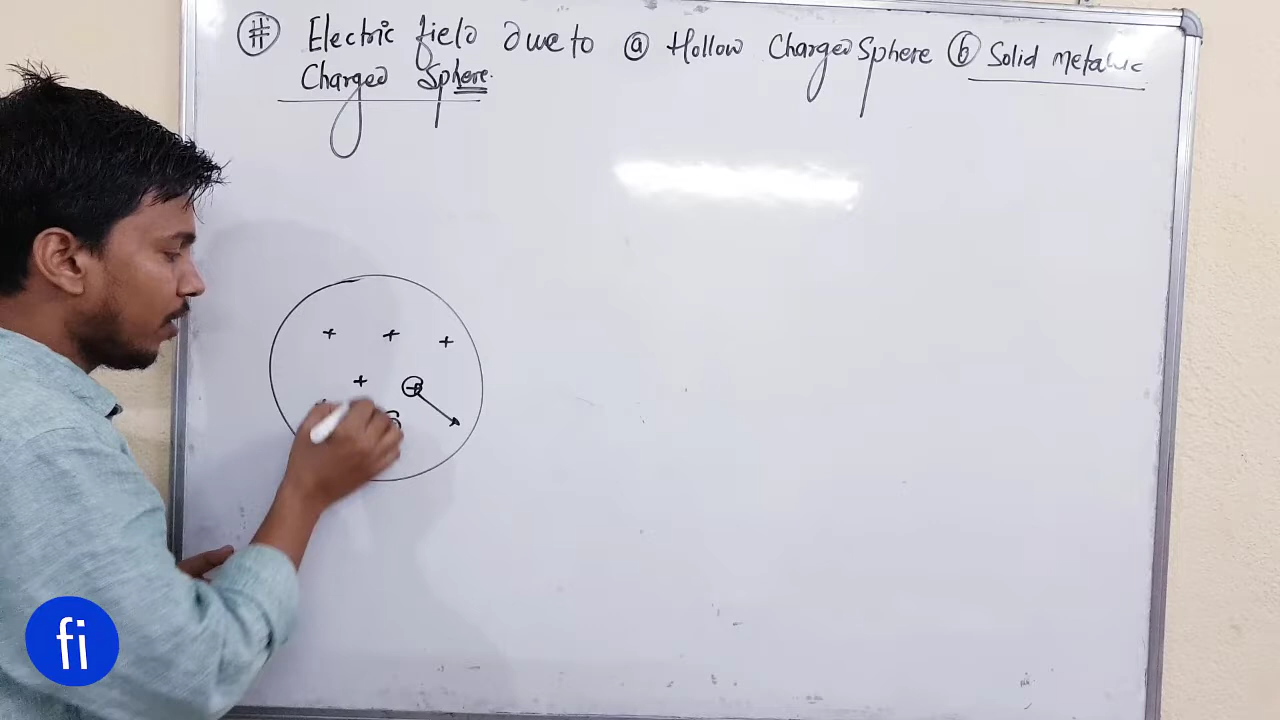 # Electric field due to ⓐ Hollow Charged Sphere ⓑ Solid Metallic
Charged Sphere.
+ + +
+ +
fi